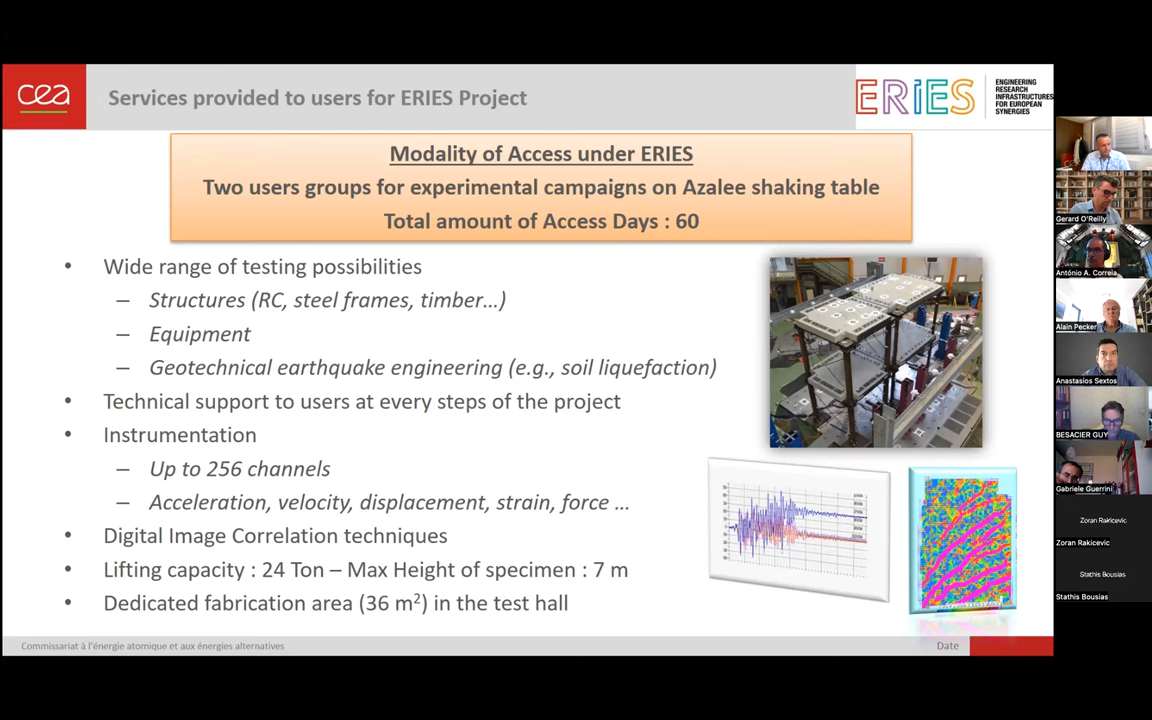 cea
Services provided to users for ERIES Project
ERIES
ENGINEERING
RESEARCH
INFRASTRUCTURES
FOR EUROPEAN
SYNERGIES
Modality of Access under ERIES
Two users groups for experimental campaigns on Azalee shaking table
Total amount of Access Days : 60
• Wide range of testing possibilities
– Structures (RC, steel frames, timber…)
– Equipment
– Geotechnical earthquake engineering (e.g., soil liquefaction)
• Technical support to users at every steps of the project
• Instrumentation
– Up to 256 channels
– Acceleration, velocity, displacement, strain, force …
• Digital Image Correlation techniques
• Lifting capacity : 24 Ton – Max Height of specimen : 7 m
• Dedicated fabrication area (36 m²) in the test hall
Commissariat à l'énergie atomique et aux énergies alternatives
Date
Gerard O'Reilly
António A. Correia
Alain Pecker
Anastasios Sextos
BESACIER GUY
Gabriele Guerrini
Zoran Rakicevic
Zoran Rakicevic
Stathis Bousias
Stathis Bousias